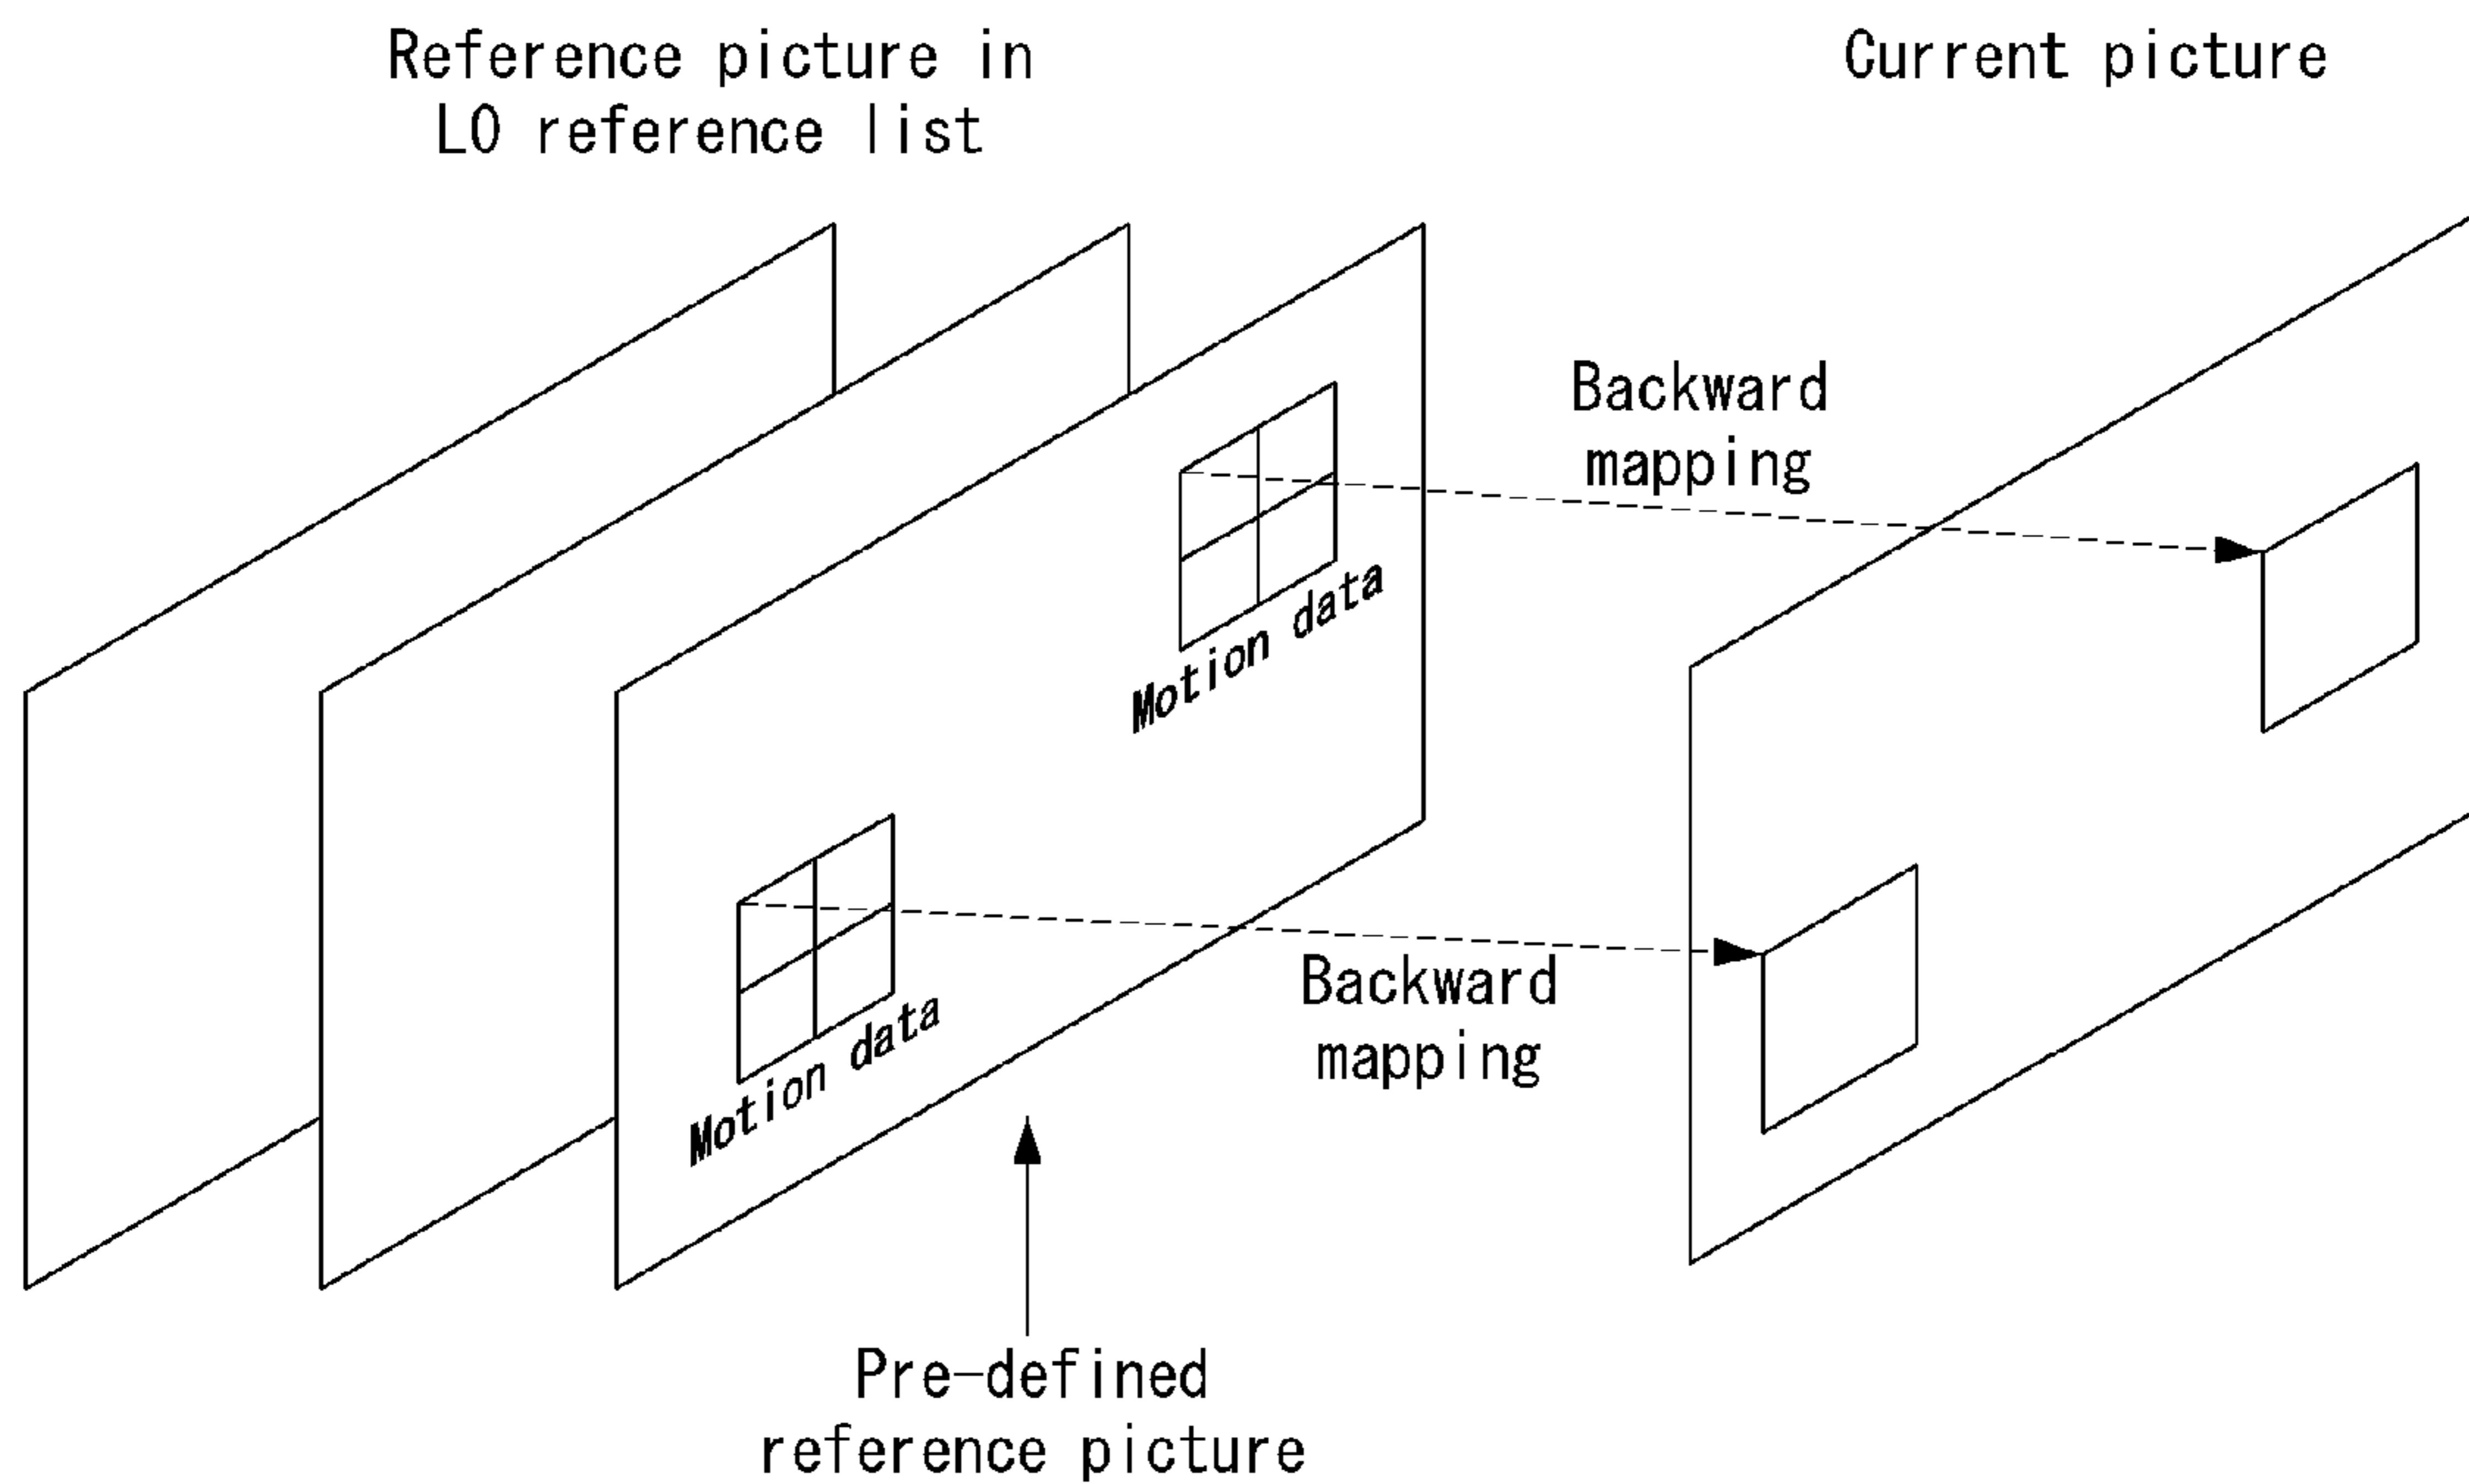 Reference picture in
L0 reference list
Current picture
Backward
mapping
Motion data
Motion data
Backward
mapping
Pre-defined
reference picture